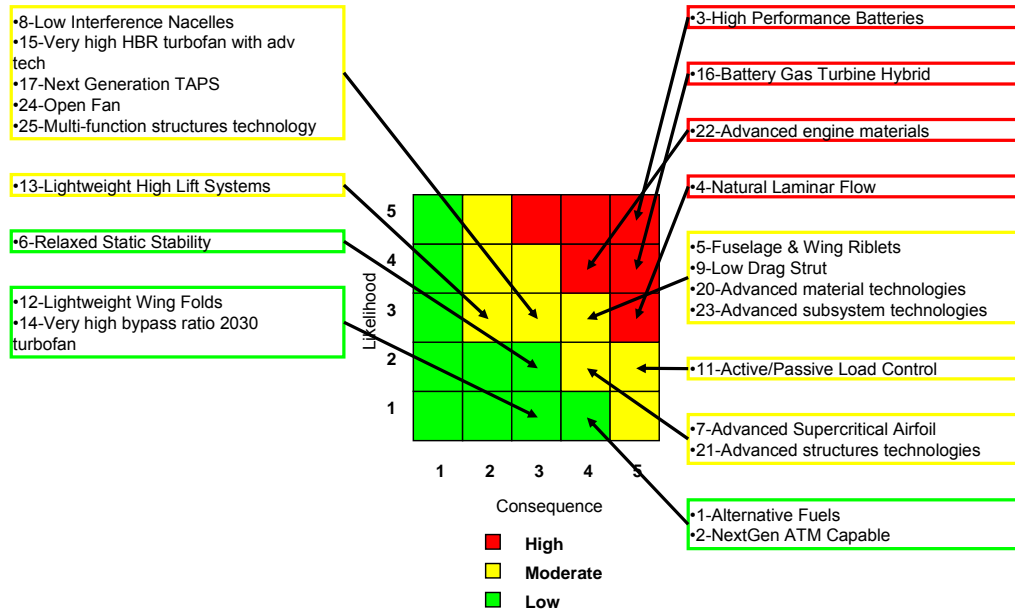 •8-Low Interference Nacelles
•15-Very high HBR turbofan with adv
tech
•17-Next Generation TAPS
•24-Open Fan
•25-Multi-function structures technology
•13-Lightweight High Lift Systems
•6-Relaxed Static Stability
•12-Lightweight Wing Folds
•14-Very high bypass ratio 2030
turbofan
•3-High Performance Batteries
•16-Battery Gas Turbine Hybrid
•22-Advanced engine materials
•4-Natural Laminar Flow
•5-Fuselage & Wing Riblets
•9-Low Drag Strut
•20-Advanced material technologies
•23-Advanced subsystem technologies
•11-Active/Passive Load Control
•7-Advanced Supercritical Airfoil
•21-Advanced structures technologies
•1-Alternative Fuels
•2-NextGen ATM Capable
Likelihood
5
4
3
2
1
1 2 3 4 5
Consequence
High
Moderate
Low